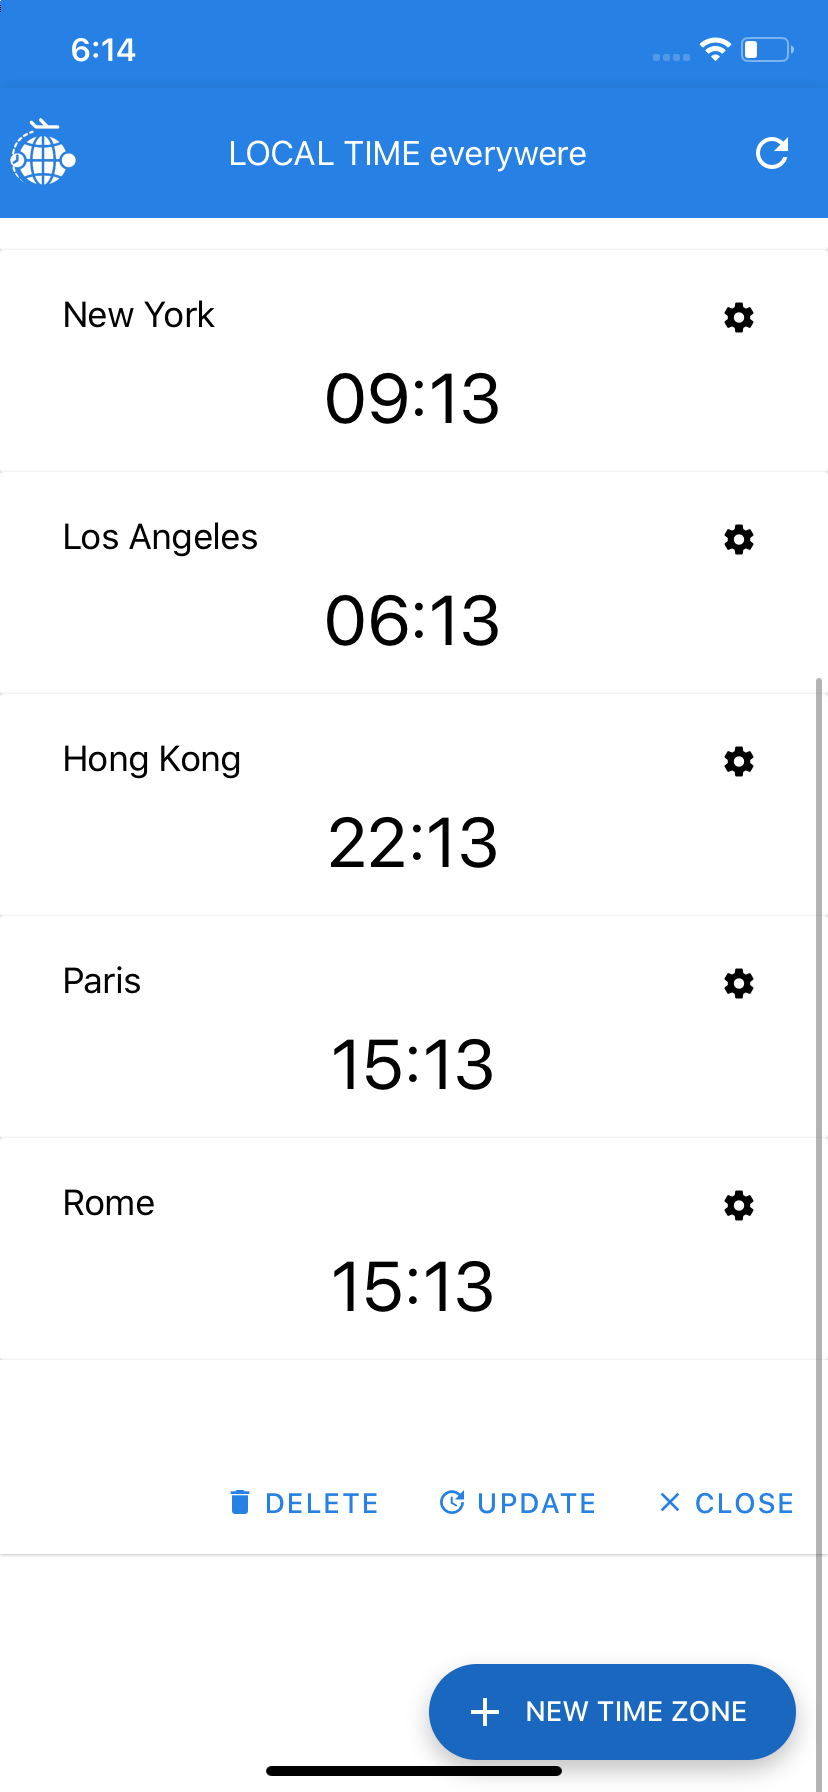 6:14
LOCAL TIME everywere
New York
09:13
Los Angeles
06:13
Hong Kong
22:13
Paris
15:13
Rome
15:13
DELETE UPDATE CLOSE
NEW TIME ZONE